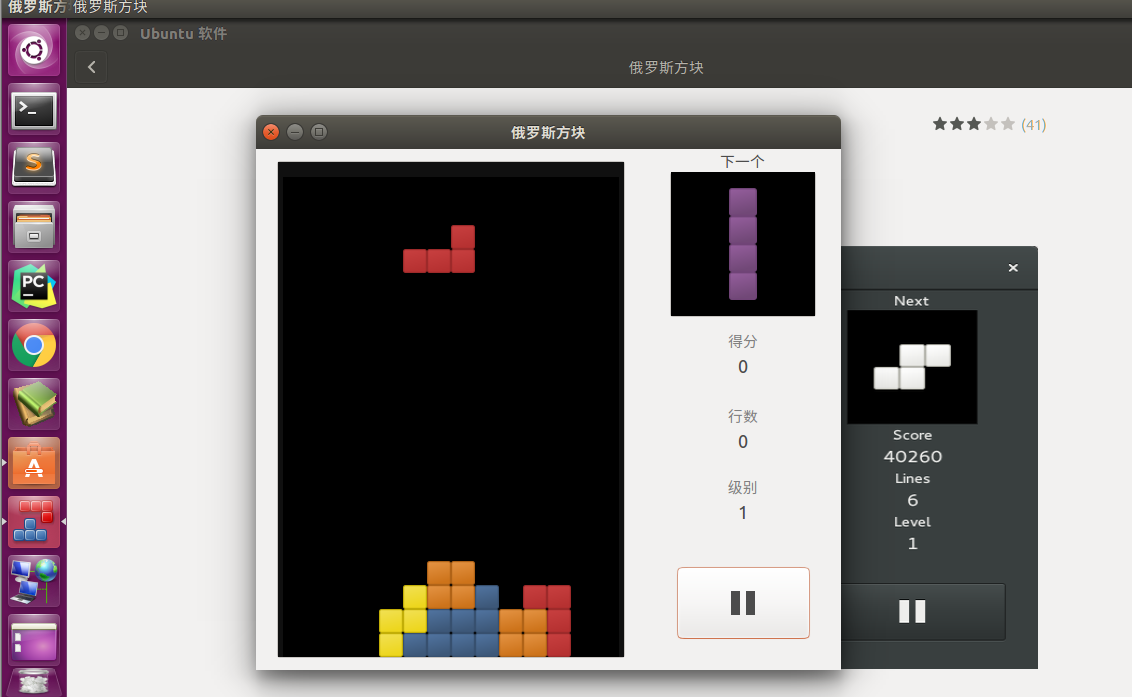 俄罗斯方 俄罗斯方块
Ubuntu 软件
俄罗斯方块
(41)
俄罗斯方块
下一个
得分
0
行数
0
级别
1
Next
Score
40260
Lines
6
Level
1
>_
S
PC
A